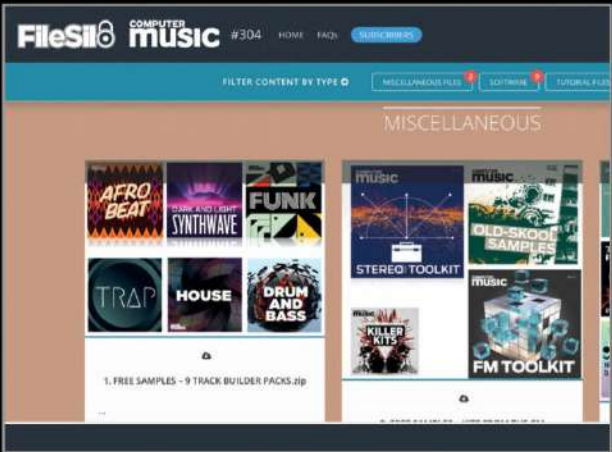 FileSilo COMPUTER MUSIC #304 HOME FAQs SUBSCRIBERS
FILTER CONTENT BY TYPE MISCELLANEOUS FILES 2 SOFTWARE TUTORIAL FILES
MISCELLANEOUS
AFRO
BEAT
DARK AND LIGHT
SYNTHWAVE
FUNK
TRAP
HOUSE
DRUM
AND
BASS
1. FREE SAMPLES – 9 TRACK BUILDER PACKS.zip
...
music
STEREO TOOLKIT
music
OLD-SKOOL
SAMPLES
KILLER
KITS
music
FM TOOLKIT